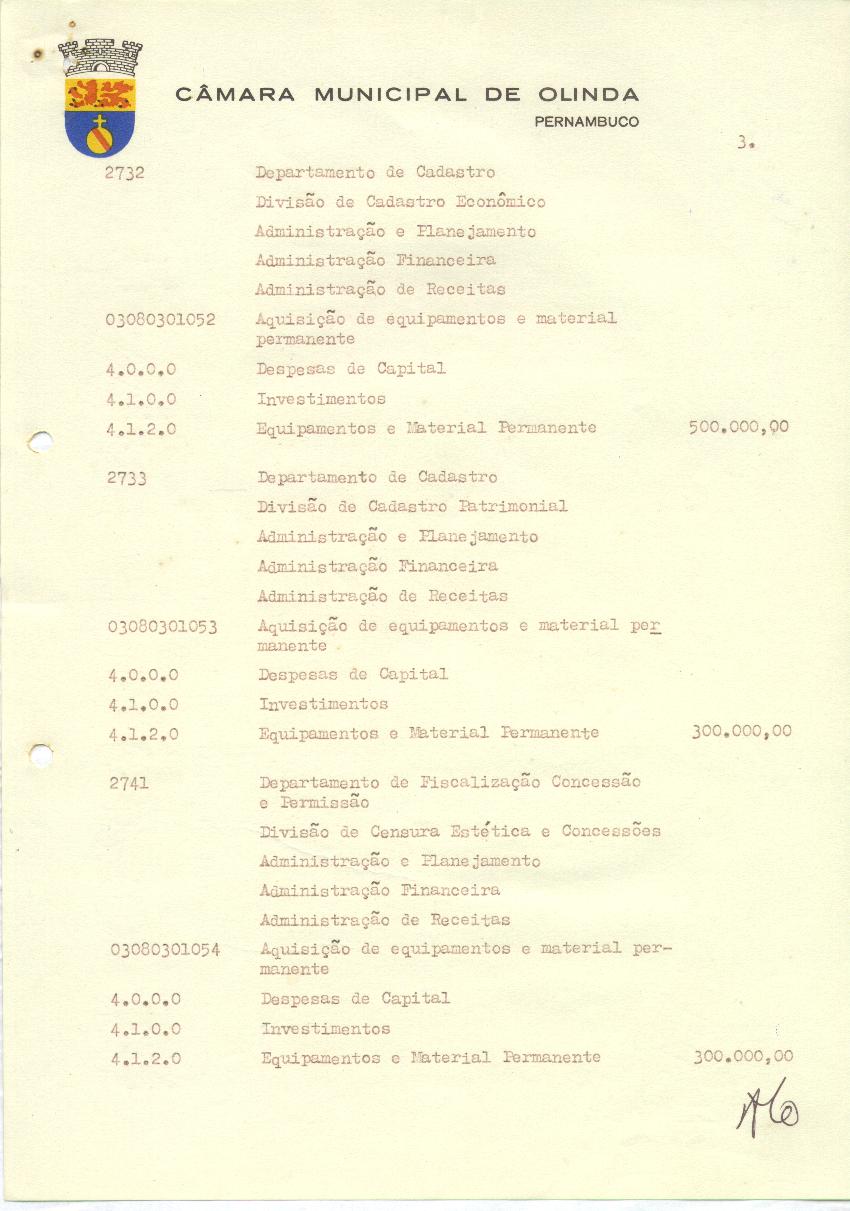 CÂMARA MUNICIPAL DE OLINDA
PERNAMBUCO
3.
2732 Departamento de Cadastro
Divisão de Cadastro Econômico
Administração e Planejamento
Administração Financeira
Administração de Receitas
03080301052 Aquisição de equipamentos e material
permanente
4.0.0.0 Despesas de Capital
4.1.0.0 Investimentos
4.1.2.0 Equipamentos e Material Permanente 500.000,00
2733 Departamento de Cadastro
Divisão de Cadastro Patrimonial
Administração e Planejamento
Administração Financeira
Administração de Receitas
03080301053 Aquisição de equipamentos e material per
manente
4.0.0.0 Despesas de Capital
4.1.0.0 Investimentos
4.1.2.0 Equipamentos e Material Permanente 300.000,00
2741 Departamento de Fiscalização Concessão
e Permissão
Divisão de Censura Estética e Concessões
Administração e Planejamento
Administração Financeira
Administração de Receitas
03080301054 Aquisição de equipamentos e material per-
manente
4.0.0.0 Despesas de Capital
4.1.0.0 Investimentos
4.1.2.0 Equipamentos e Material Permanente 300.000,00